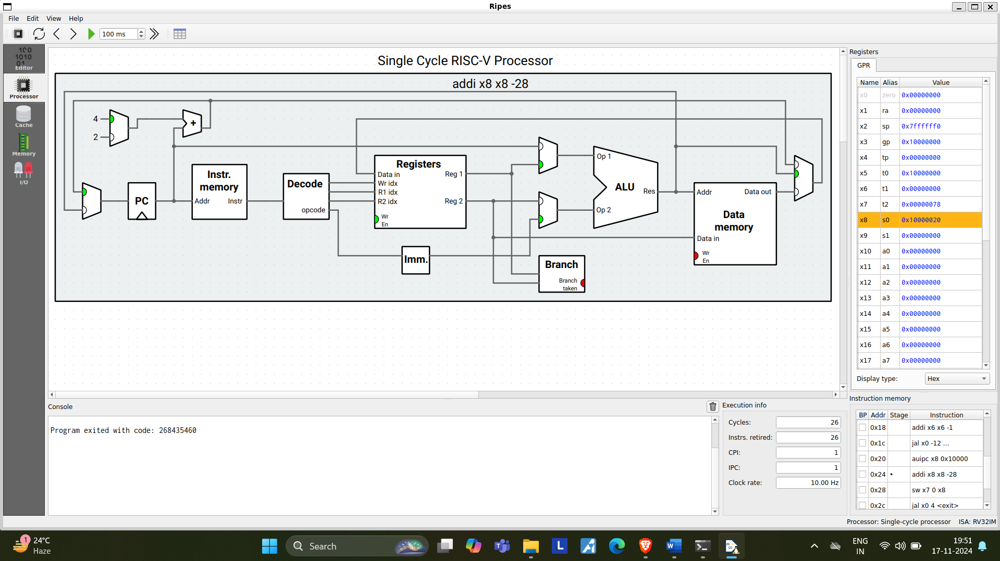 Ripes
File Edit View Help
100 ms
Editor
Processor
Cache
Memory
I/O
Single Cycle RISC-V Processor
addi x8 x8 -28
4
2
+
PC
Instr. memory
Addr Instr
Decode
opcode
Registers
Data in
Wr idx
R1 idx
R2 idx
Wr En
Reg 1
Reg 2
Imm.
Op 1
Op 2
ALU
Res
Branch
Branch taken
Addr
Data out
Data memory
Data in
Wr En
Registers
GPR
Name Alias Value
x0 zero 0x00000000
x1 ra 0x00000000
x2 sp 0x7ffffff0
x3 gp 0x10000000
x4 tp 0x00000000
x5 t0 0x10000000
x6 t1 0x00000000
x7 t2 0x00000078
x8 s0 0x10000020
x9 s1 0x00000000
x10 a0 0x00000000
x11 a1 0x00000000
x12 a2 0x00000000
x13 a3 0x00000000
x14 a4 0x00000000
x15 a5 0x00000000
x16 a6 0x00000000
x17 a7 0x00000000
Display type: Hex
Console
Program exited with code: 268435460
Execution info
Cycles: 26
Instrs. retired: 26
CPI: 1
IPC: 1
Clock rate: 10.00 Hz
Instruction memory
BP Addr Stage Instruction
0x18 addi x6 x6 -1
0x1c jal x0 -12 ...
0x20 auipc x8 0x10000
0x24 • addi x8 x8 -28
0x28 sw x7 0 x8
0x2c jal x0 4 <exit>
Processor: Single-cycle processor ISA: RV32IM
1
24°C
Haze
Search
ENG
IN
19:51
17-11-2024